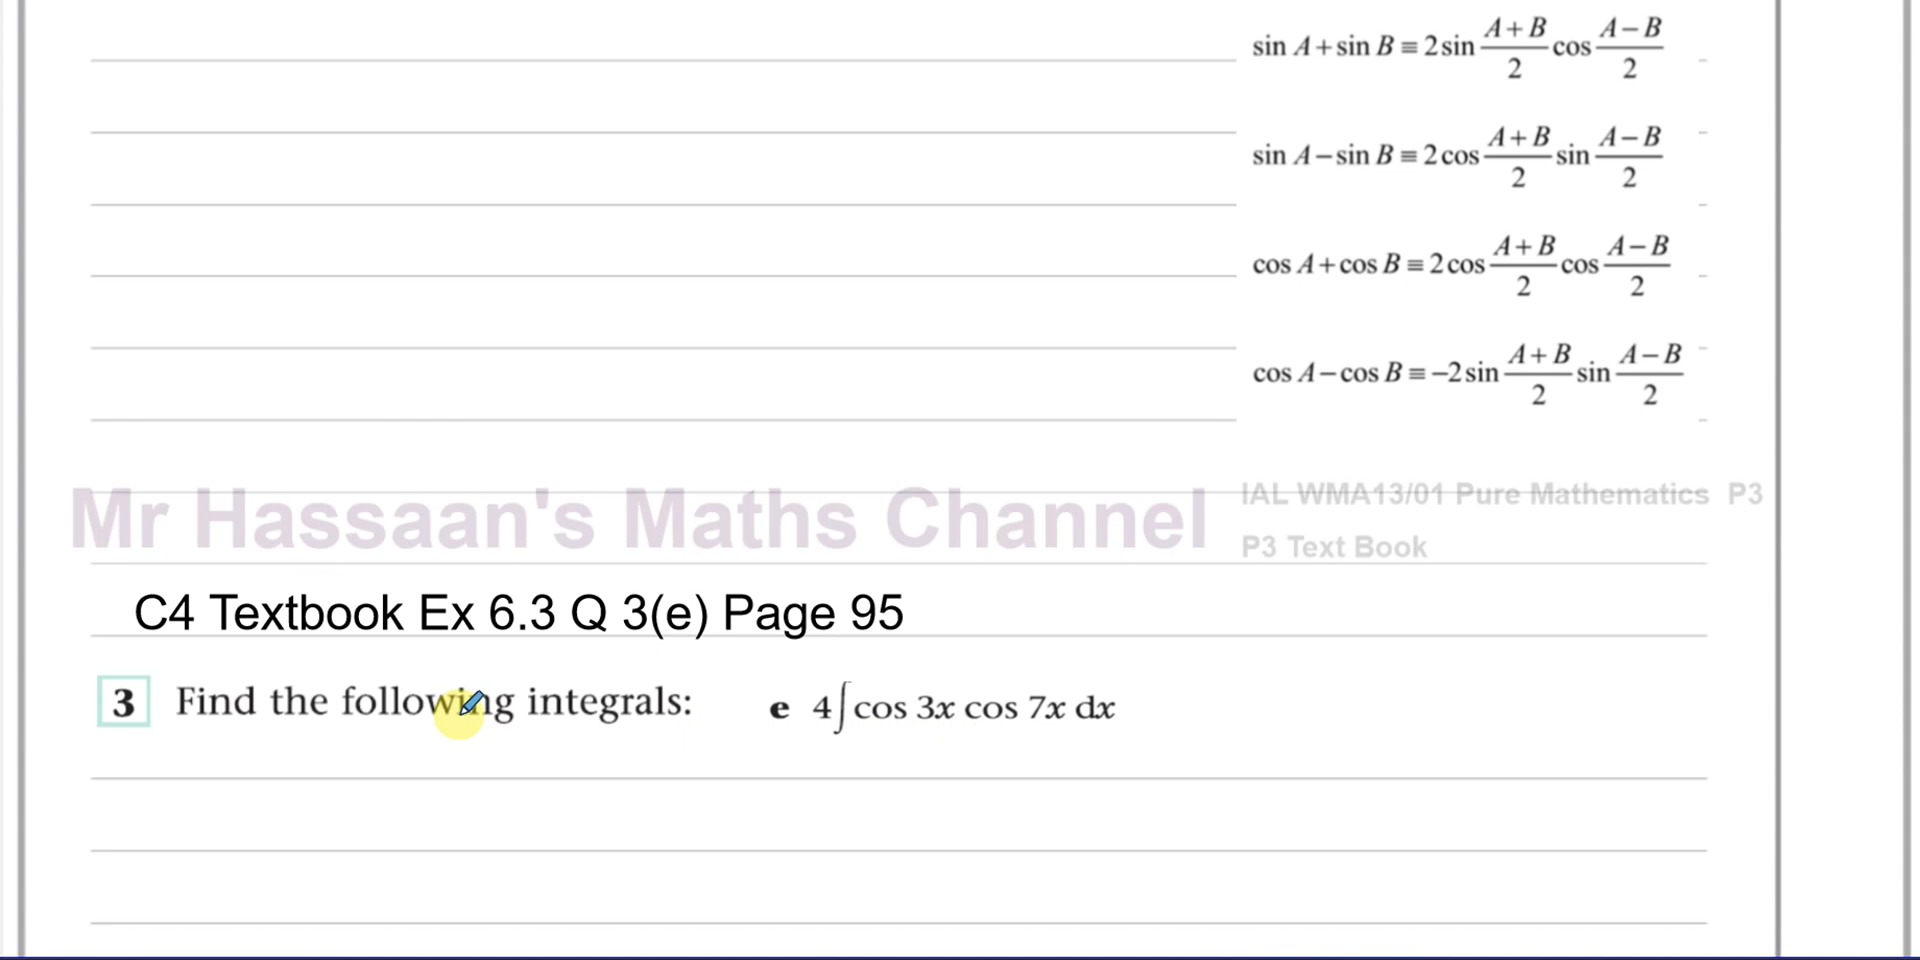 sin A + sin B ≡ 2 sin (A+B)/2 cos (A−B)/2
sin A − sin B ≡ 2 cos (A+B)/2 sin (A−B)/2
cos A + cos B ≡ 2 cos (A+B)/2 cos (A−B)/2
cos A − cos B ≡ −2 sin (A+B)/2 sin (A−B)/2
Mr Hassaan's Maths Channel
IAL WMA13/01 Pure Mathematics P3
P3 Text Book
C4 Textbook Ex 6.3 Q 3(e) Page 95
3 Find the following integrals: e 4∫cos 3x cos 7x dx